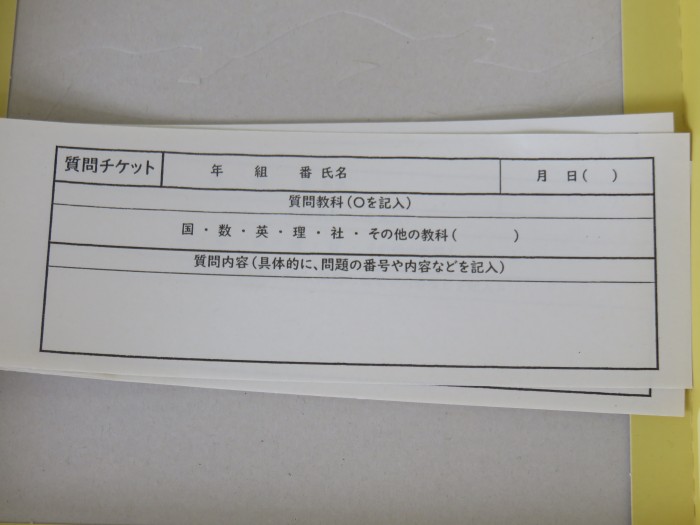 質問チケット 年 組 番 氏名 月 日( )
質問教科(○を記入)
国・数・英・理・社・その他の教科( )
質問内容(具体的に、問題の番号や内容などを記入)